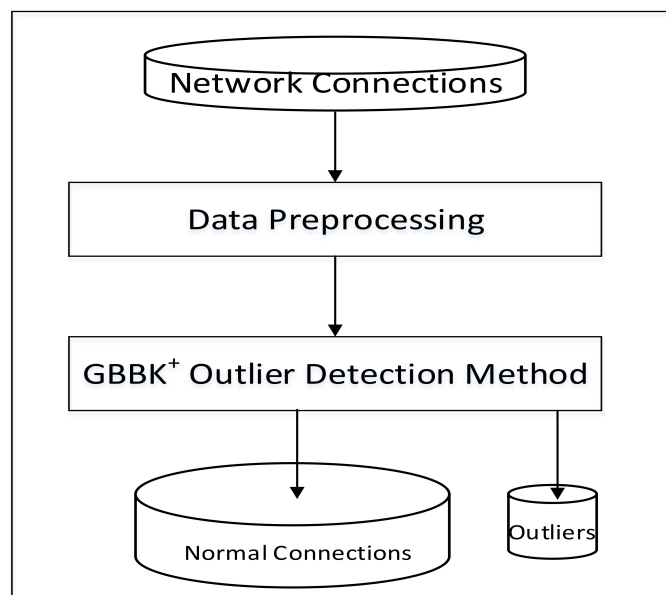 Network Connections
Data Preprocessing
GBBK⁺ Outlier Detection Method
Normal Connections
Outliers